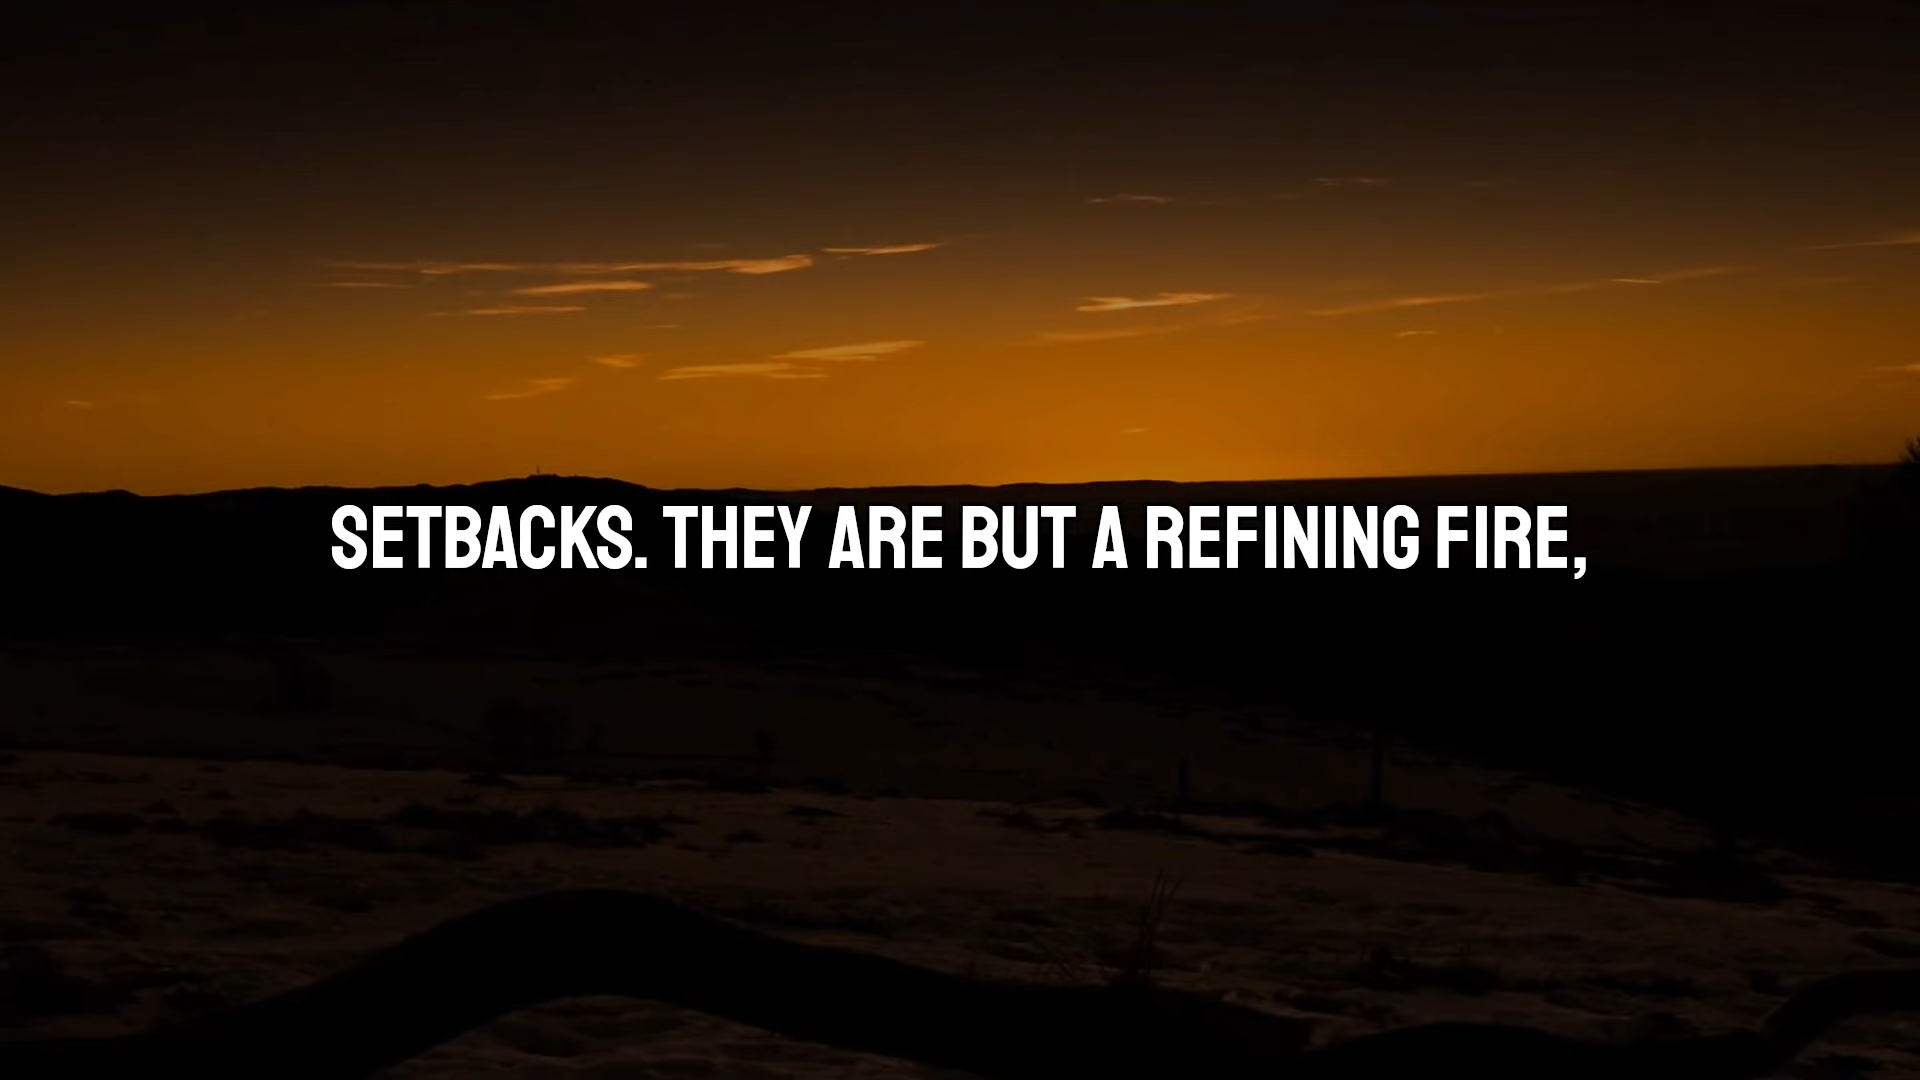 SETBACKS. THEY ARE BUT A REFINING FIRE,